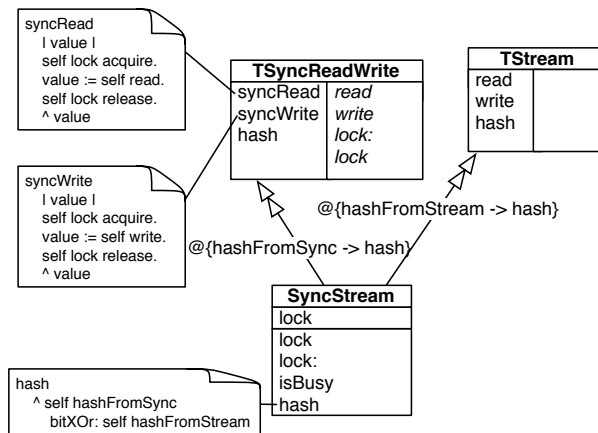 syncRead
| value |
self lock acquire.
value := self read.
self lock release.
^ value
syncWrite
| value |
self lock acquire.
value := self write.
self lock release.
^ value
TSyncReadWrite
syncRead
syncWrite
hash
read
write
lock:
lock
TStream
read
write
hash
@{hashFromStream -> hash}
@{hashFromSync -> hash}
SyncStream
lock
lock
lock:
isBusy
hash
hash
^ self hashFromSync
bitXOr: self hashFromStream